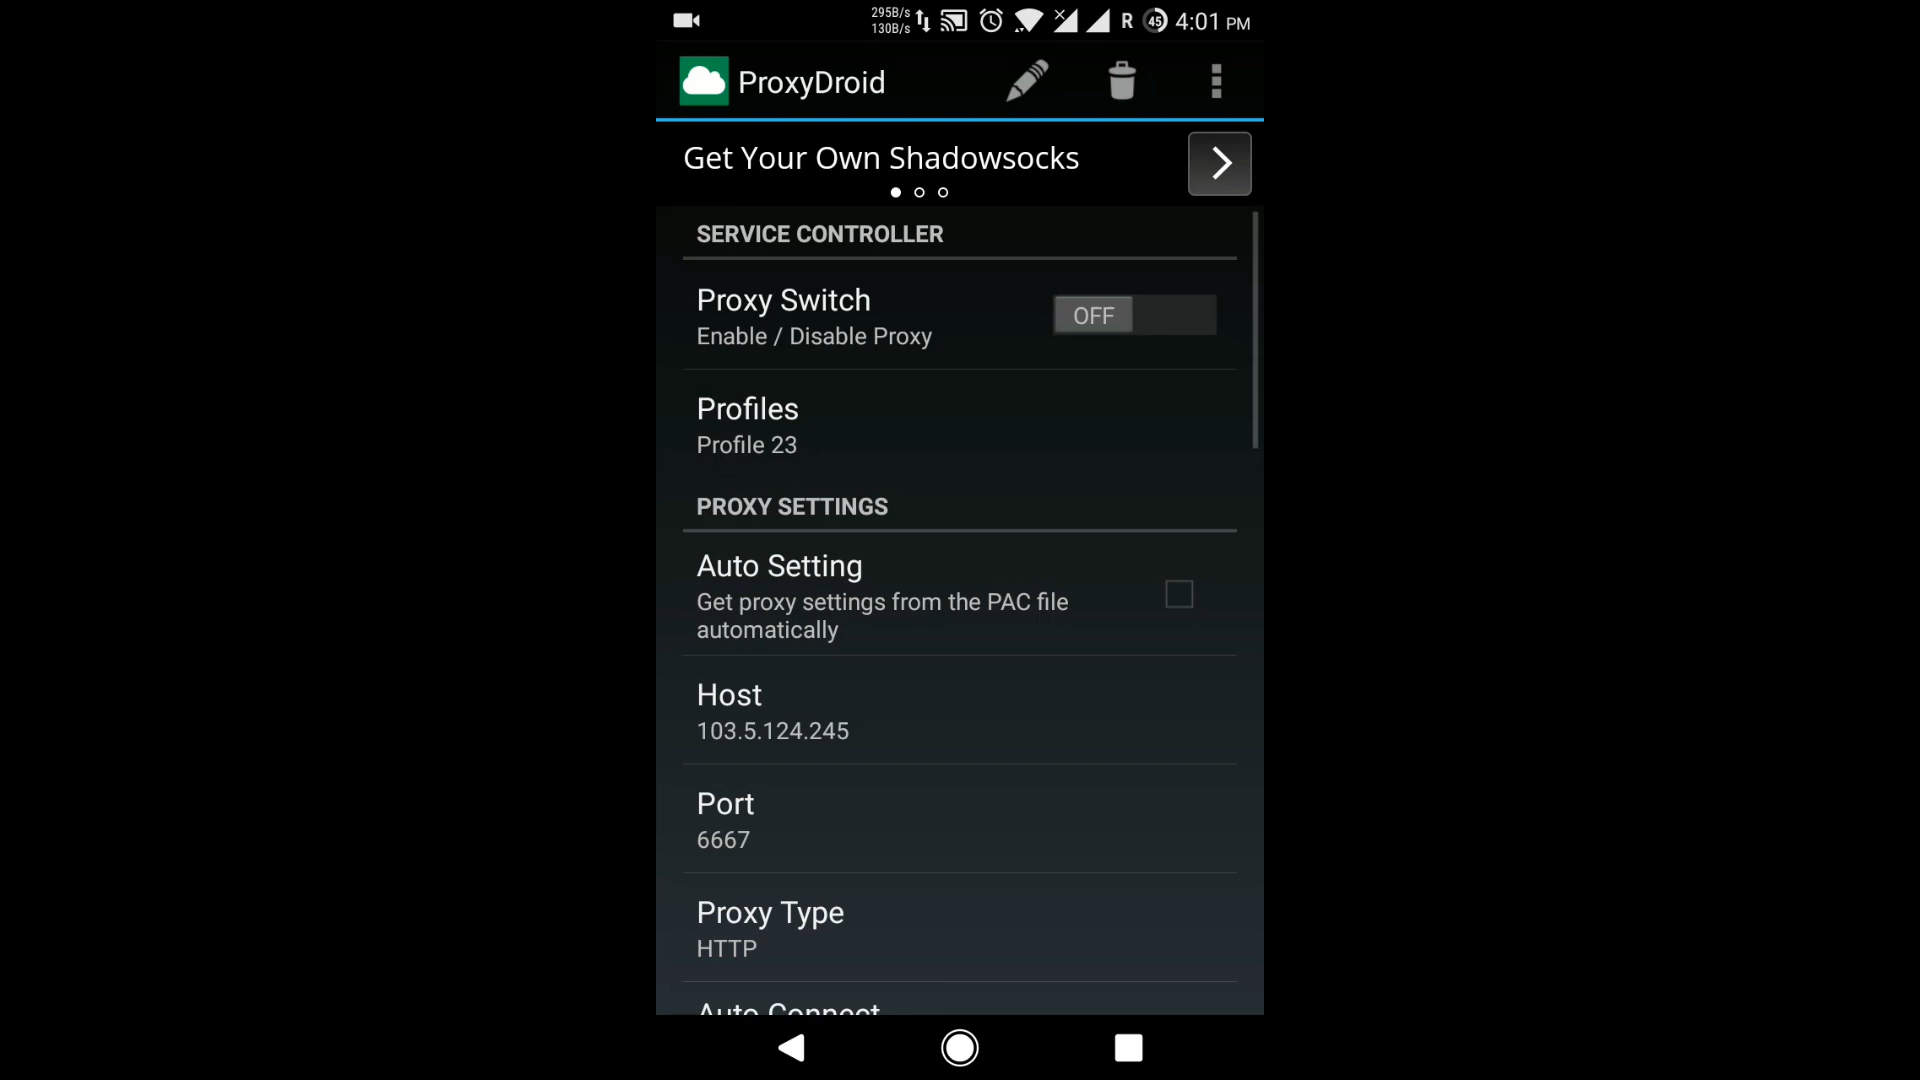 295B/s
130B/s
R
45
4:01 PM
ProxyDroid
Get Your Own Shadowsocks
SERVICE CONTROLLER
Proxy Switch
Enable / Disable Proxy
OFF
Profiles
Profile 23
PROXY SETTINGS
Auto Setting
Get proxy settings from the PAC file
automatically
Host
103.5.124.245
Port
6667
Proxy Type
HTTP
Auto Connect